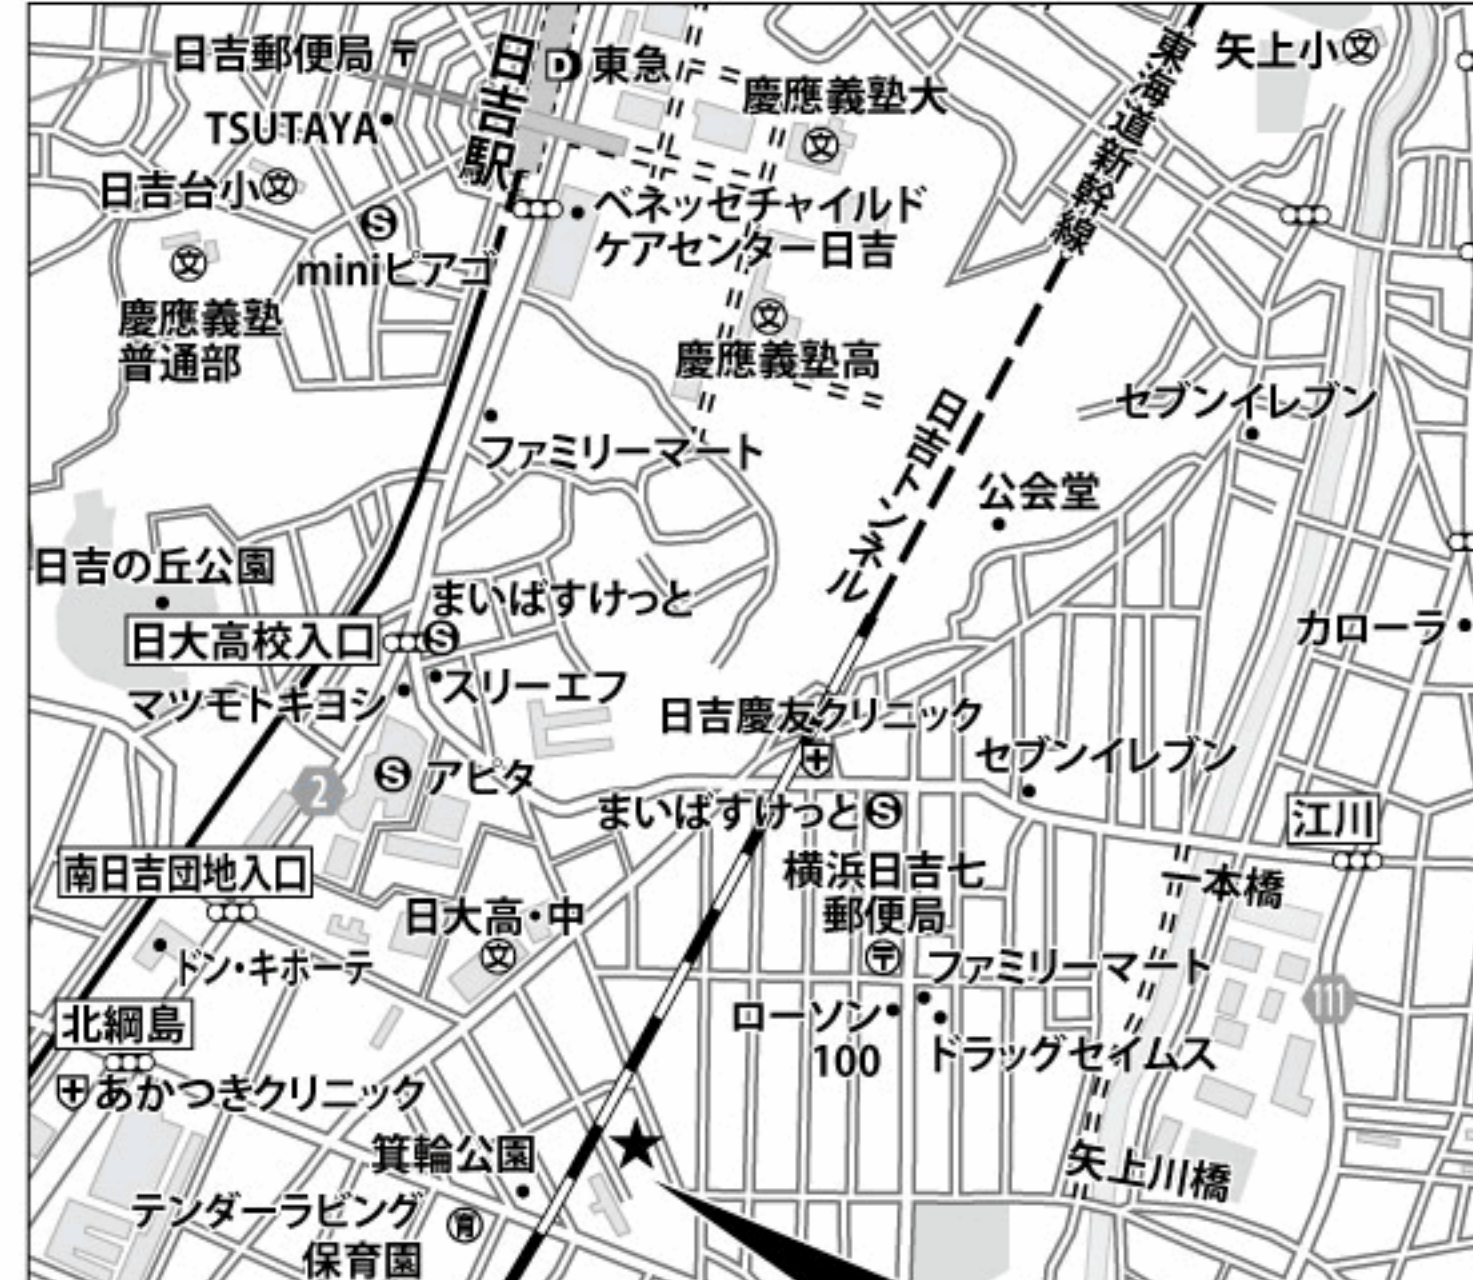 日吉郵便局
日吉駅
D 東急
慶應義塾大
東海道新幹線
矢上小
TSUTAYA
日吉台小
ベネッセチャイルド
ケアセンター日吉
S
miniピアゴ
慶應義塾
普通部
慶應義塾高
セブンイレブン
日吉トンネル
ファミリーマート
公会堂
日吉の丘公園
まいばすけっと
日大高校入口
S
カローラ
スリーエフ
マツモトキヨシ
日吉慶友クリニック
セブンイレブン
S アピタ
2
まいばすけっと S
江川
南日吉団地入口
横浜日吉七
郵便局
一本橋
日大高・中
ドン・キホーテ
ファミリーマート
111
北綱島
ローソン
100
ドラッグセイムス
あかつきクリニック
箕輪公園
矢上川橋
テンダーラビング
保育園